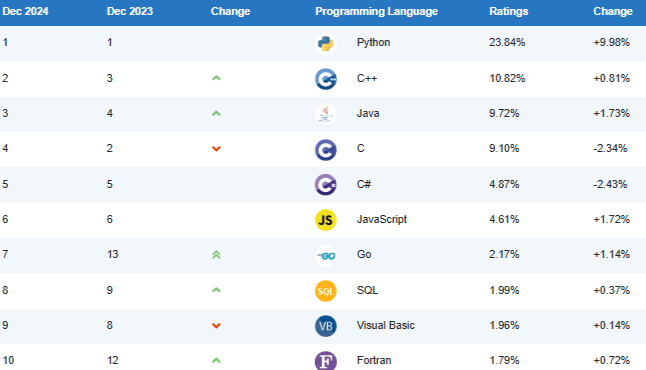 Dec 2024 Dec 2023 Change Programming Language Ratings Change
1 1 Python 23.84% +9.98%
2 3 C C++ 10.82% +0.81%
3 4 Java 9.72% +1.73%
4 2 C C 9.10% -2.34%
5 5 C C# 4.87% -2.43%
6 6 JS JavaScript 4.61% +1.72%
7 13 GO Go 2.17% +1.14%
8 9 SQL SQL 1.99% +0.37%
9 8 VB Visual Basic 1.96% +0.14%
10 12 F Fortran 1.79% +0.72%